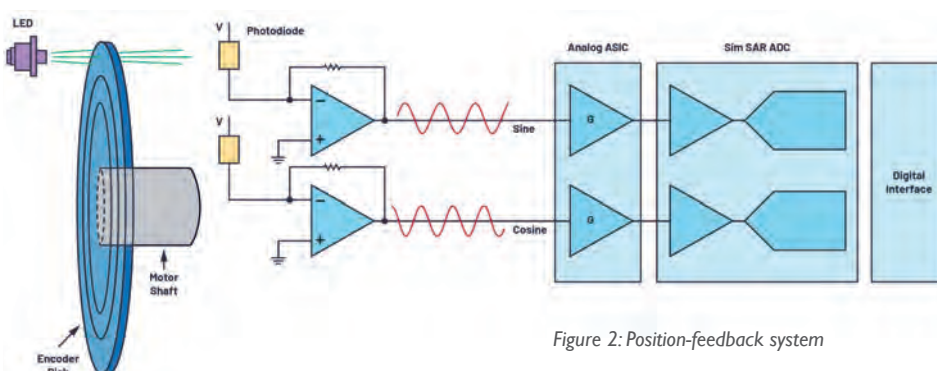 LED
V
Photodiode
Analog ASIC
Sim SAR ADC
−
+
Sine
G
V
−
+
Cosine
G
Digital
Interface
Motor
Shaft
Encoder
Figure 2: Position-feedback system